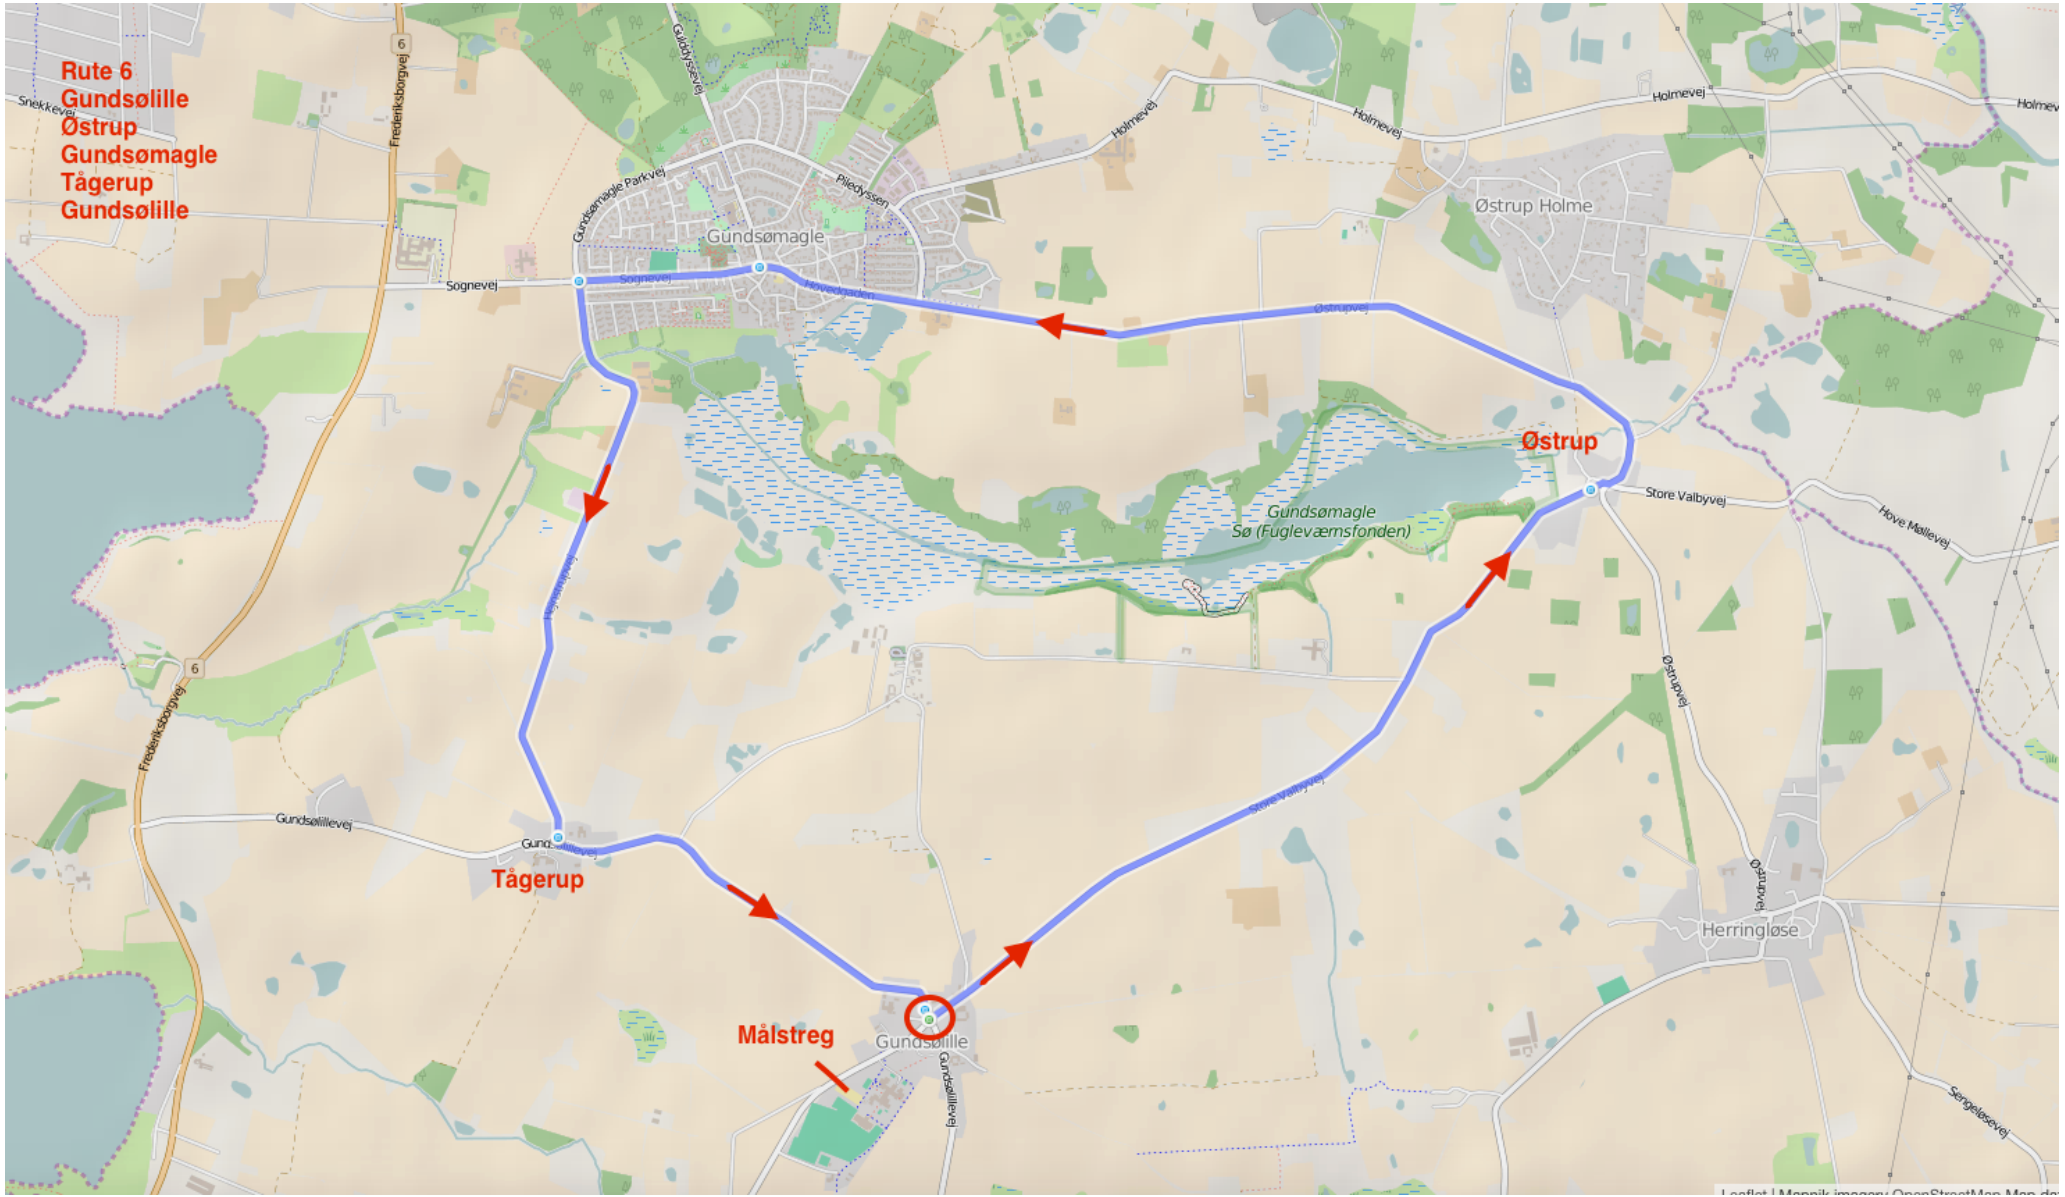 Rute 6
Gundsølille
Østrup
Gundsømagle
Tågerup
Gundsølille
Snekkevej
6
Frederiksborgvej
Gulddyssevej
Gundsømagle Parkvej
Piledyssen
Holmevej
Holmevej
Holmevej
Østrup Holme
Gundsømagle
Sognevej
Sognevej
Hovedgaden
Østrupvej
Østrup
Store Valbyvej
Hove Møllevej
Gundsømagle
Sø (Fugleværnsfonden)
6
Frederiksborgvej
Østrupvej
Store Valbyvej
Gundsølillevej
Tågerup
Østrupvej
Herringløse
Målstreg
Gundsølille
Gundsølillevej
Sengeløsevej